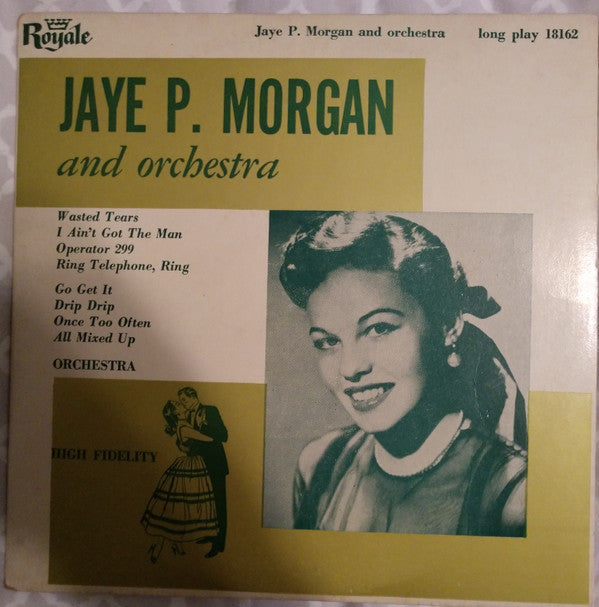 Royale
Jaye P. Morgan and orchestra
long play 18162
JAYE P. MORGAN
and orchestra
Wasted Tears
I Ain't Got The Man
Operator 299
Ring Telephone, Ring
Go Get It
Drip Drip
Once Too Often
All Mixed Up
ORCHESTRA
HIGH FIDELITY